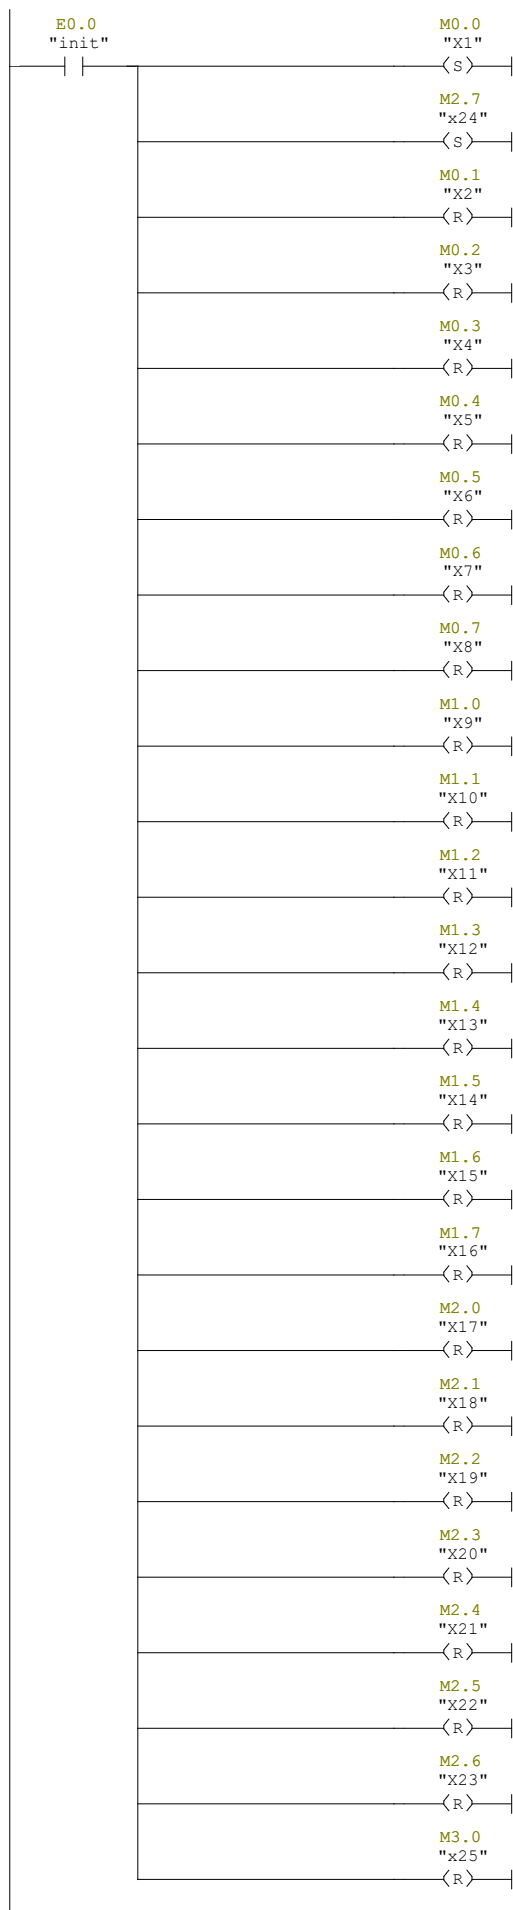 E0.0
"init"
M0.0
"X1"
S
M2.7
"x24"
S
M0.1
"X2"
R
M0.2
"X3"
R
M0.3
"X4"
R
M0.4
"X5"
R
M0.5
"X6"
R
M0.6
"X7"
R
M0.7
"X8"
R
M1.0
"X9"
R
M1.1
"X10"
R
M1.2
"X11"
R
M1.3
"X12"
R
M1.4
"X13"
R
M1.5
"X14"
R
M1.6
"X15"
R
M1.7
"X16"
R
M2.0
"X17"
R
M2.1
"X18"
R
M2.2
"X19"
R
M2.3
"X20"
R
M2.4
"X21"
R
M2.5
"X22"
R
M2.6
"X23"
R
M3.0
"x25"
R